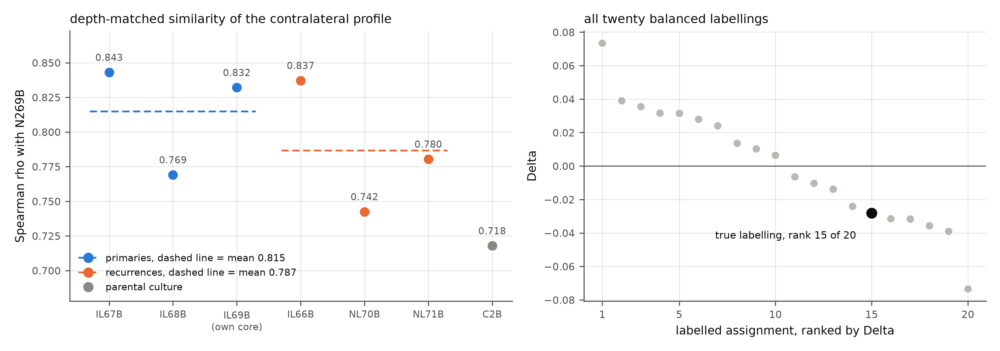 depth-matched similarity of the contralateral profile
Spearman rho with N269B
0.850
0.825
0.800
0.775
0.750
0.725
0.700
0.843
0.769
0.832
0.837
0.742
0.780
0.718
primaries, dashed line = mean 0.815
recurrences, dashed line = mean 0.787
parental culture
IL67B
IL68B
IL69B
(own core)
IL66B
NL70B
NL71B
C2B
all twenty balanced labellings
Delta
0.08
0.06
0.04
0.02
0.00
−0.02
−0.04
−0.06
−0.08
true labelling, rank 15 of 20
1
5
10
15
20
labelled assignment, ranked by Delta